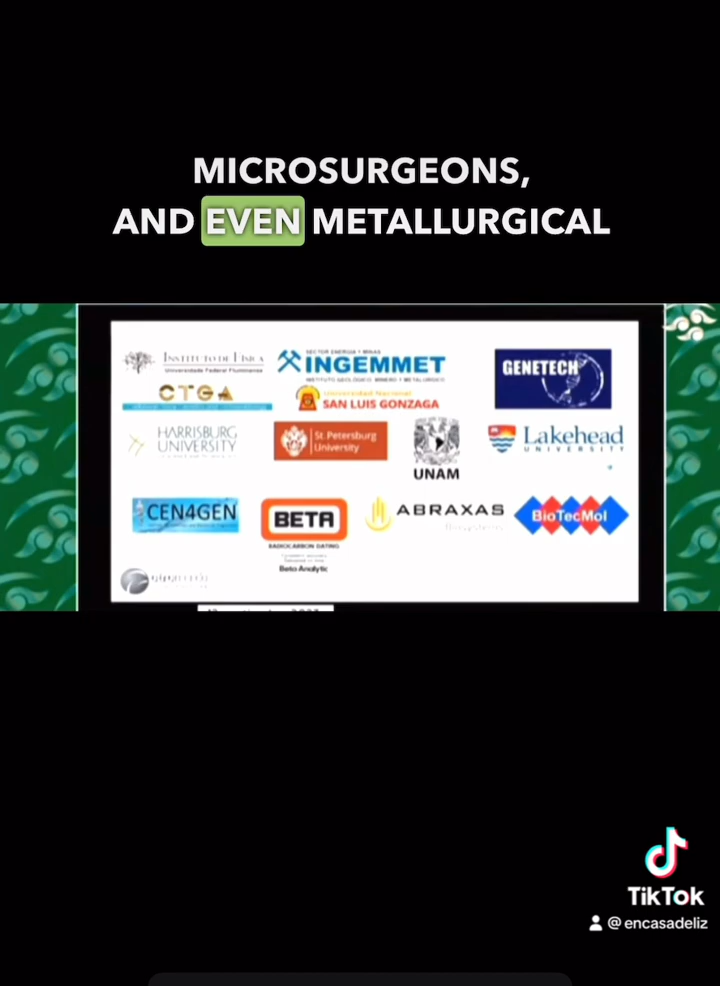 MICROSURGEONS,
AND EVEN METALLURGICAL
INSTITUTO DE FÍSICA
Universidade Federal Fluminense
SECTOR ENERGÍA Y MINAS
INGEMMET
INSTITUTO GEOLÓGICO MINERO Y METALÚRGICO
GENETECH
CTGA
Universidad Nacional
SAN LUIS GONZAGA
HARRISBURG
UNIVERSITY
St. Petersburg
University
UNAM
Lakehead
UNIVERSITY
CEN4GEN
BETA
RADIOCARBON DATING
Beta Analytic
ABRAXAS
Biosystems
BioTecMol
TikTok
@encasadeliz